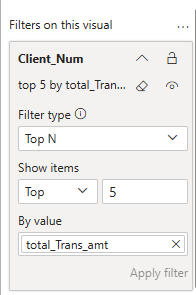 Filters on this visual ...
Client_Num
top 5 by total_Trans_...
Filter type
Top N
Show items
Top 5
By value
total_Trans_amt
Apply filter